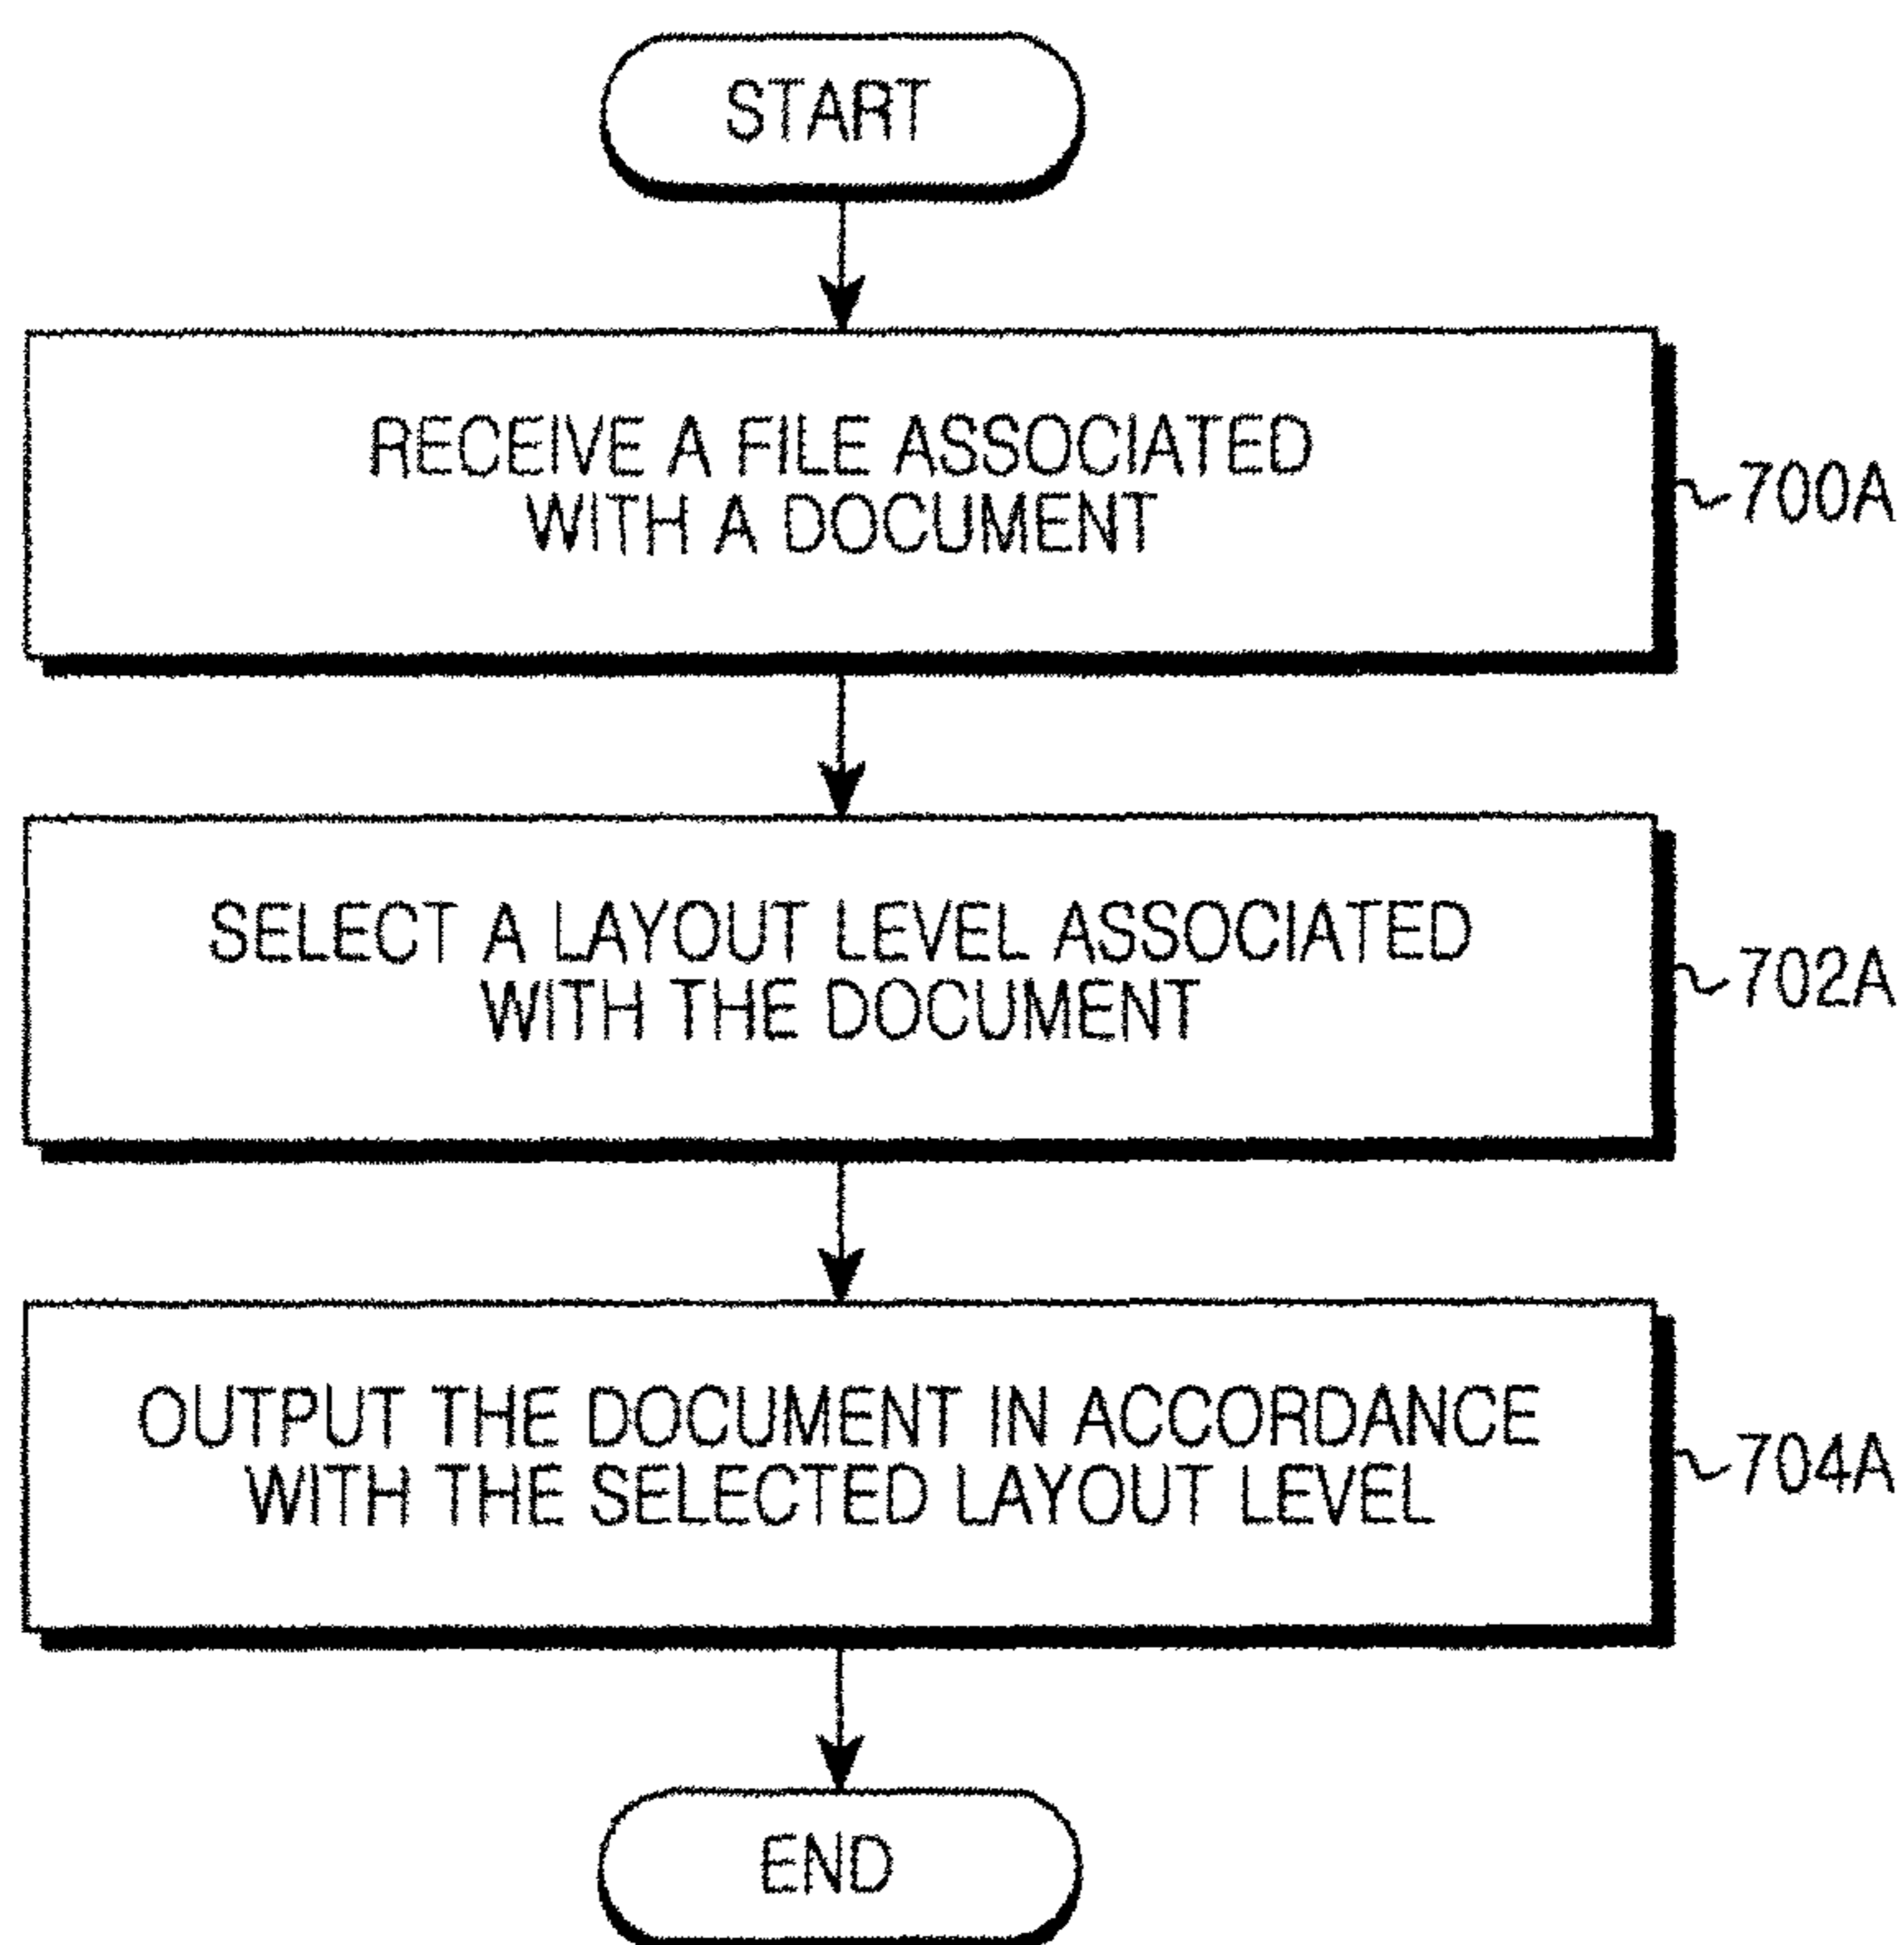 START
RECEIVE A FILE ASSOCIATED
WITH A DOCUMENT
700A
SELECT A LAYOUT LEVEL ASSOCIATED
WITH THE DOCUMENT
702A
OUTPUT THE DOCUMENT IN ACCORDANCE
WITH THE SELECTED LAYOUT LEVEL
704A
END